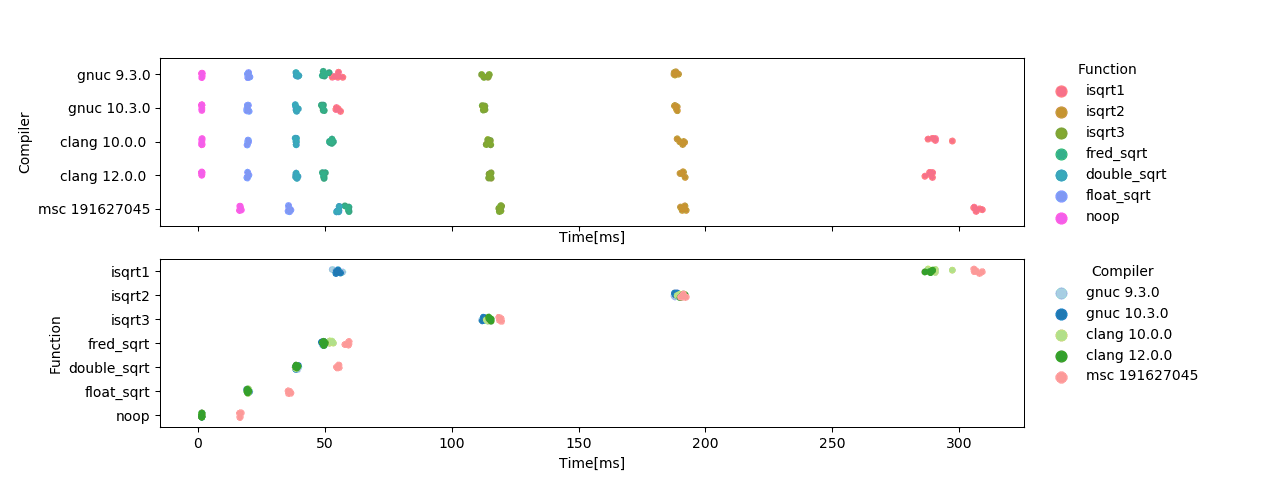 gnuc 9.3.0
gnuc 10.3.0
clang 10.0.0
clang 12.0.0
msc 191627045
Compiler
Time[ms]
Function
isqrt1
isqrt2
isqrt3
fred_sqrt
double_sqrt
float_sqrt
noop
isqrt1
isqrt2
isqrt3
fred_sqrt
double_sqrt
float_sqrt
noop
Function
0 50 100 150 200 250 300
Time[ms]
Compiler
gnuc 9.3.0
gnuc 10.3.0
clang 10.0.0
clang 12.0.0
msc 191627045